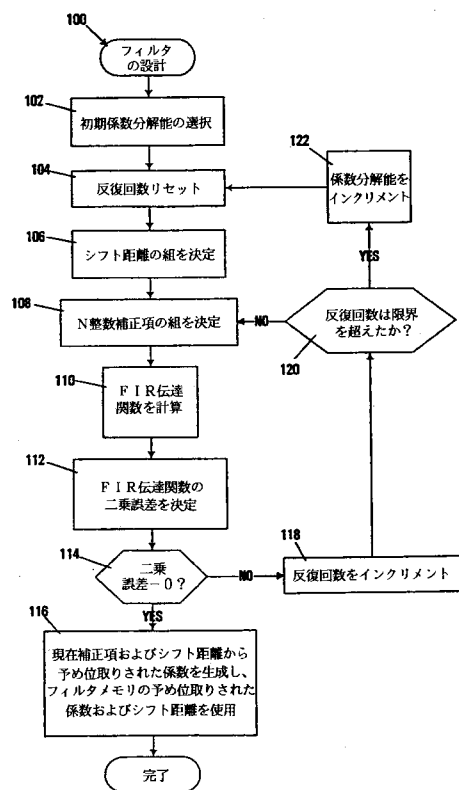 100
フィルタ
の設計
102
初期係数分解能の選択
122
係数分解能を
インクリメント
104
反復回数リセット
106
シフト距離の組を決定
YES
108
N整数補正項の組を決定
NO
反復回数は限界
を超えたか？
120
110
FIR伝達
関数を計算
112
FIR伝達関数の
二乗誤差を決定
114
二乗
誤差=0？
NO
118
反復回数をインクリメント
YES
116
現在補正項およびシフト距離から
予め位取りされた係数を生成し、
フィルタメモリの予め位取りされた
係数およびシフト距離を使用
完了